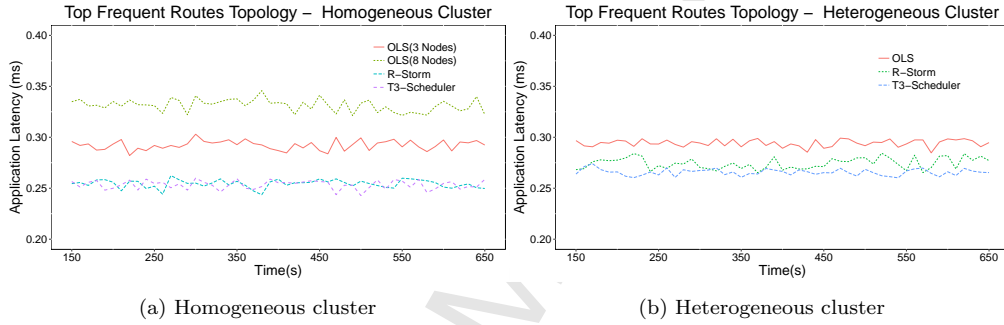 Top Frequent Routes Topology – Homogeneous Cluster
Application Latency (ms)
0.40
0.35
0.30
0.25
0.20
OLS(3 Nodes)
OLS(8 Nodes)
R−Storm
T3−Scheduler
150
250
350
450
550
650
Time(s)
(a) Homogeneous cluster
Top Frequent Routes Topology – Heterogeneous Cluster
Application Latency (ms)
0.40
0.35
0.30
0.25
0.20
OLS
R−Storm
T3−Scheduler
150
250
350
450
550
650
Time(s)
(b) Heterogeneous cluster